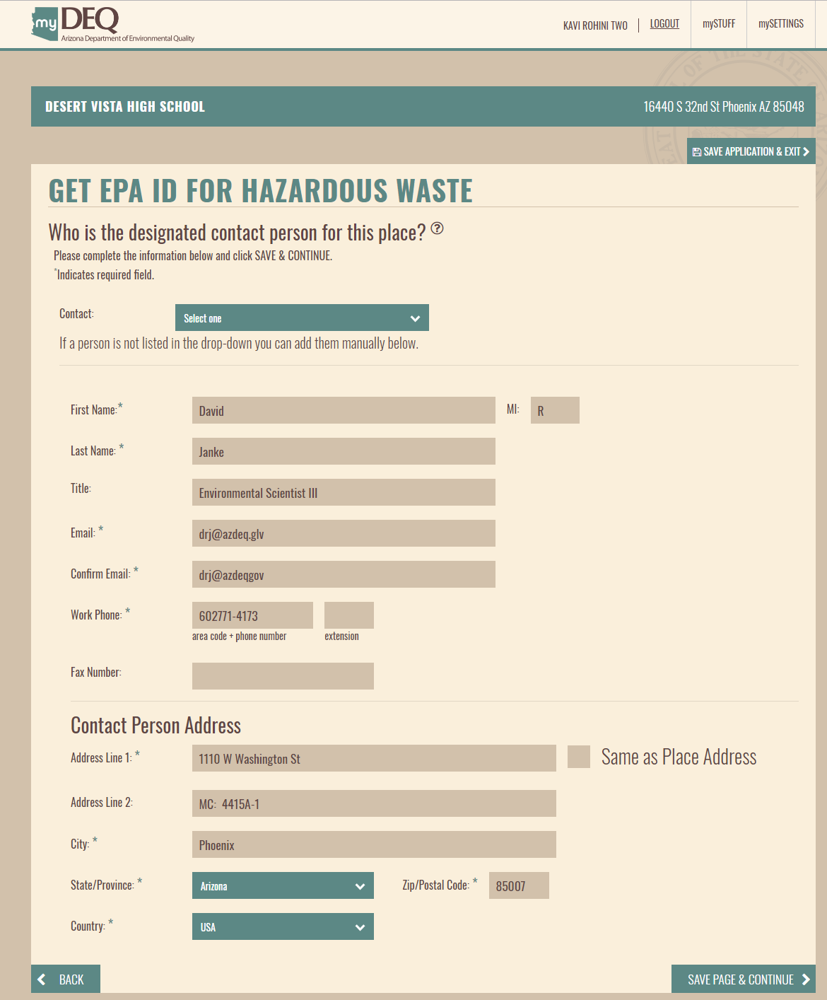 my DEQ
Arizona Department of Environmental Quality
KAVI ROHINI TWO | LOGOUT mySTUFF mySETTINGS
DESERT VISTA HIGH SCHOOL 16440 S 32nd St Phoenix AZ 85048
SAVE APPLICATION & EXIT
GET EPA ID FOR HAZARDOUS WASTE
Who is the designated contact person for this place? ?
Please complete the information below and click SAVE & CONTINUE.
*Indicates required field.
Contact: Select one
If a person is not listed in the drop-down you can add them manually below.
First Name:* David MI: R
Last Name: * Janke
Title: Environmental Scientist III
Email: * drj@azdeq.glv
Confirm Email: * drj@azdeqgov
Work Phone: * 602771-4173
area code + phone number extension
Fax Number:
Contact Person Address
Address Line 1: * 1110 W Washington St Same as Place Address
Address Line 2: MC:  4415A-1
City: * Phoenix
State/Province: * Arizona Zip/Postal Code: * 85007
Country: * USA
BACK SAVE PAGE & CONTINUE